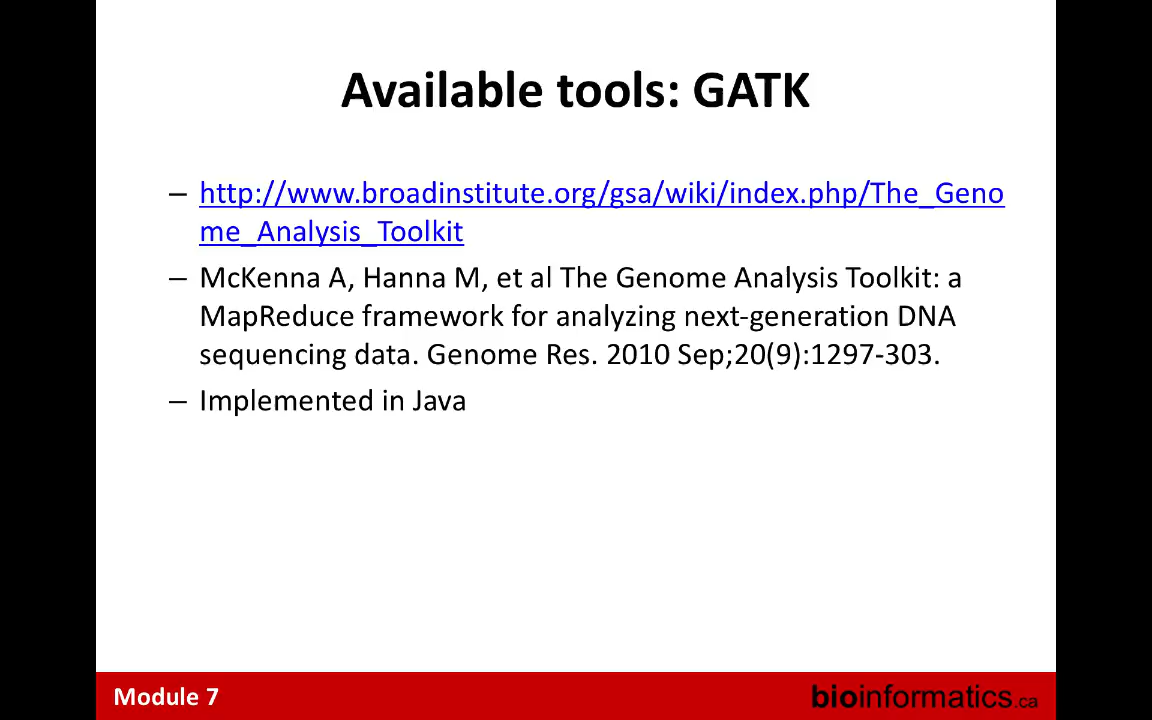 Available tools: GATK
– http://www.broadinstitute.org/gsa/wiki/index.php/The_Geno
me_Analysis_Toolkit
– McKenna A, Hanna M, et al The Genome Analysis Toolkit: a
MapReduce framework for analyzing next-generation DNA
sequencing data. Genome Res. 2010 Sep;20(9):1297-303.
– Implemented in Java
Module 7
bioinformatics.ca